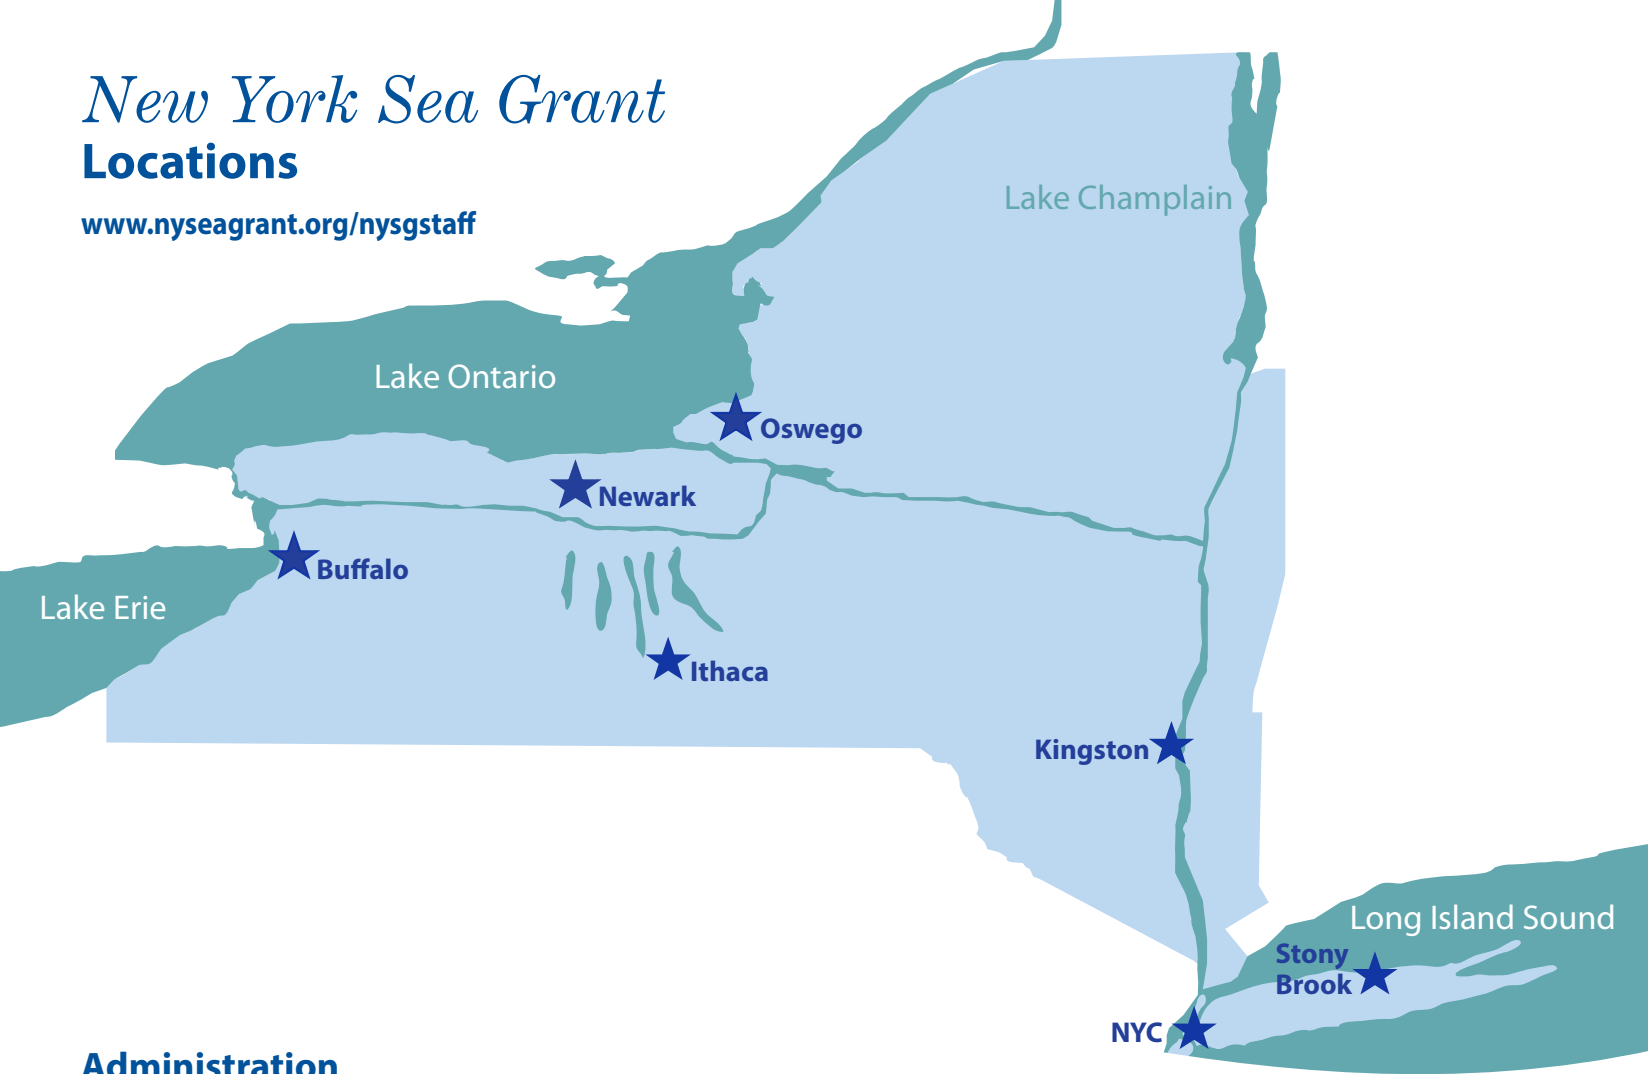 New York Sea Grant
Locations
www.nyseagrant.org/nysgstaff
Lake Champlain
Lake Ontario
Oswego
Newark
Buffalo
Lake Erie
Ithaca
Kingston
Long Island Sound
Stony
Brook
NYC
Administration